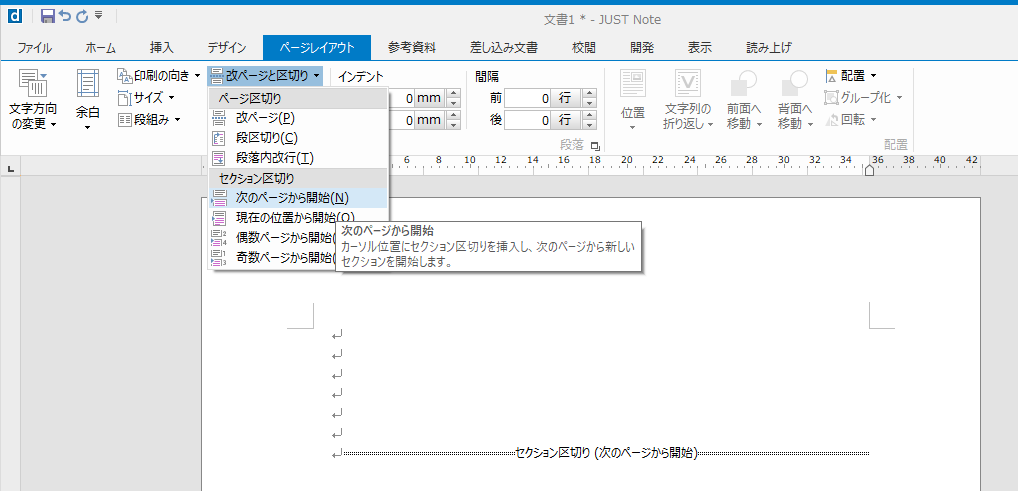 文書1 * - JUST Note
ファイル ホーム 挿入 デザイン ページレイアウト 参考資料 差し込み文書 校閲 開発 表示 読み上げ
文字方向
の変更
余白
印刷の向き
サイズ
段組み
改ページと区切り
インデント
0 mm
0 mm
間隔
前 0 行
後 0 行
段落
位置
文字列の
折り返し
前面へ
移動
背面へ
移動
配置
グループ化
回転
配置
ページ区切り
改ページ(P)
段区切り(C)
段落内改行(T)
セクション区切り
次のページから開始(N)
現在の位置から開始(O)
偶数ページから開始(
奇数ページから開始(
次のページから開始
カーソル位置にセクション区切りを挿入し、次のページから新しい
セクションを開始します。
6 8 10 12 14 16 18 20 22 24 26 28 30 32 34 36 38 40 42
セクション区切り (次のページから開始)